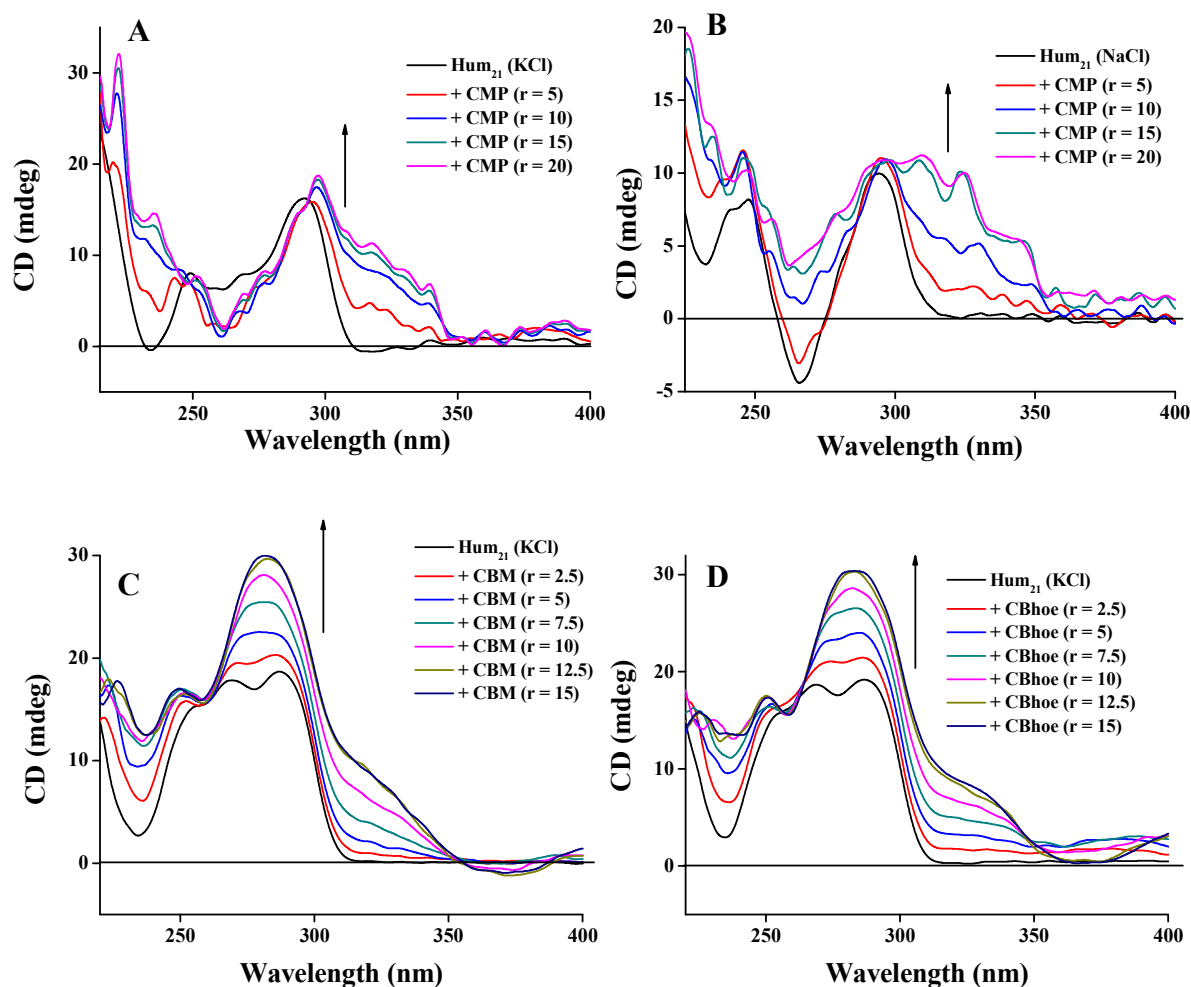 A
Hum21 (KCl)
+ CMP (r = 5)
+ CMP (r = 10)
+ CMP (r = 15)
+ CMP (r = 20)
CD (mdeg)
30
20
10
0
250 300 350 400
Wavelength (nm)
B
Hum21 (NaCl)
+ CMP (r = 5)
+ CMP (r = 10)
+ CMP (r = 15)
+ CMP (r = 20)
CD (mdeg)
20
15
10
5
0
-5
250 300 350 400
Wavelength (nm)
C
Hum21 (KCl)
+ CBM (r = 2.5)
+ CBM (r = 5)
+ CBM (r = 7.5)
+ CBM (r = 10)
+ CBM (r = 12.5)
+ CBM (r = 15)
CD (mdeg)
30
20
10
0
250 300 350 400
Wavelength (nm)
D
Hum21 (KCl)
+ CBhoe (r = 2.5)
+ CBhoe (r = 5)
+ CBhoe (r = 7.5)
+ CBhoe (r = 10)
+ CBhoe (r = 12.5)
+ CBhoe (r = 15)
CD (mdeg)
30
20
10
0
250 300 350 400
Wavelength (nm)